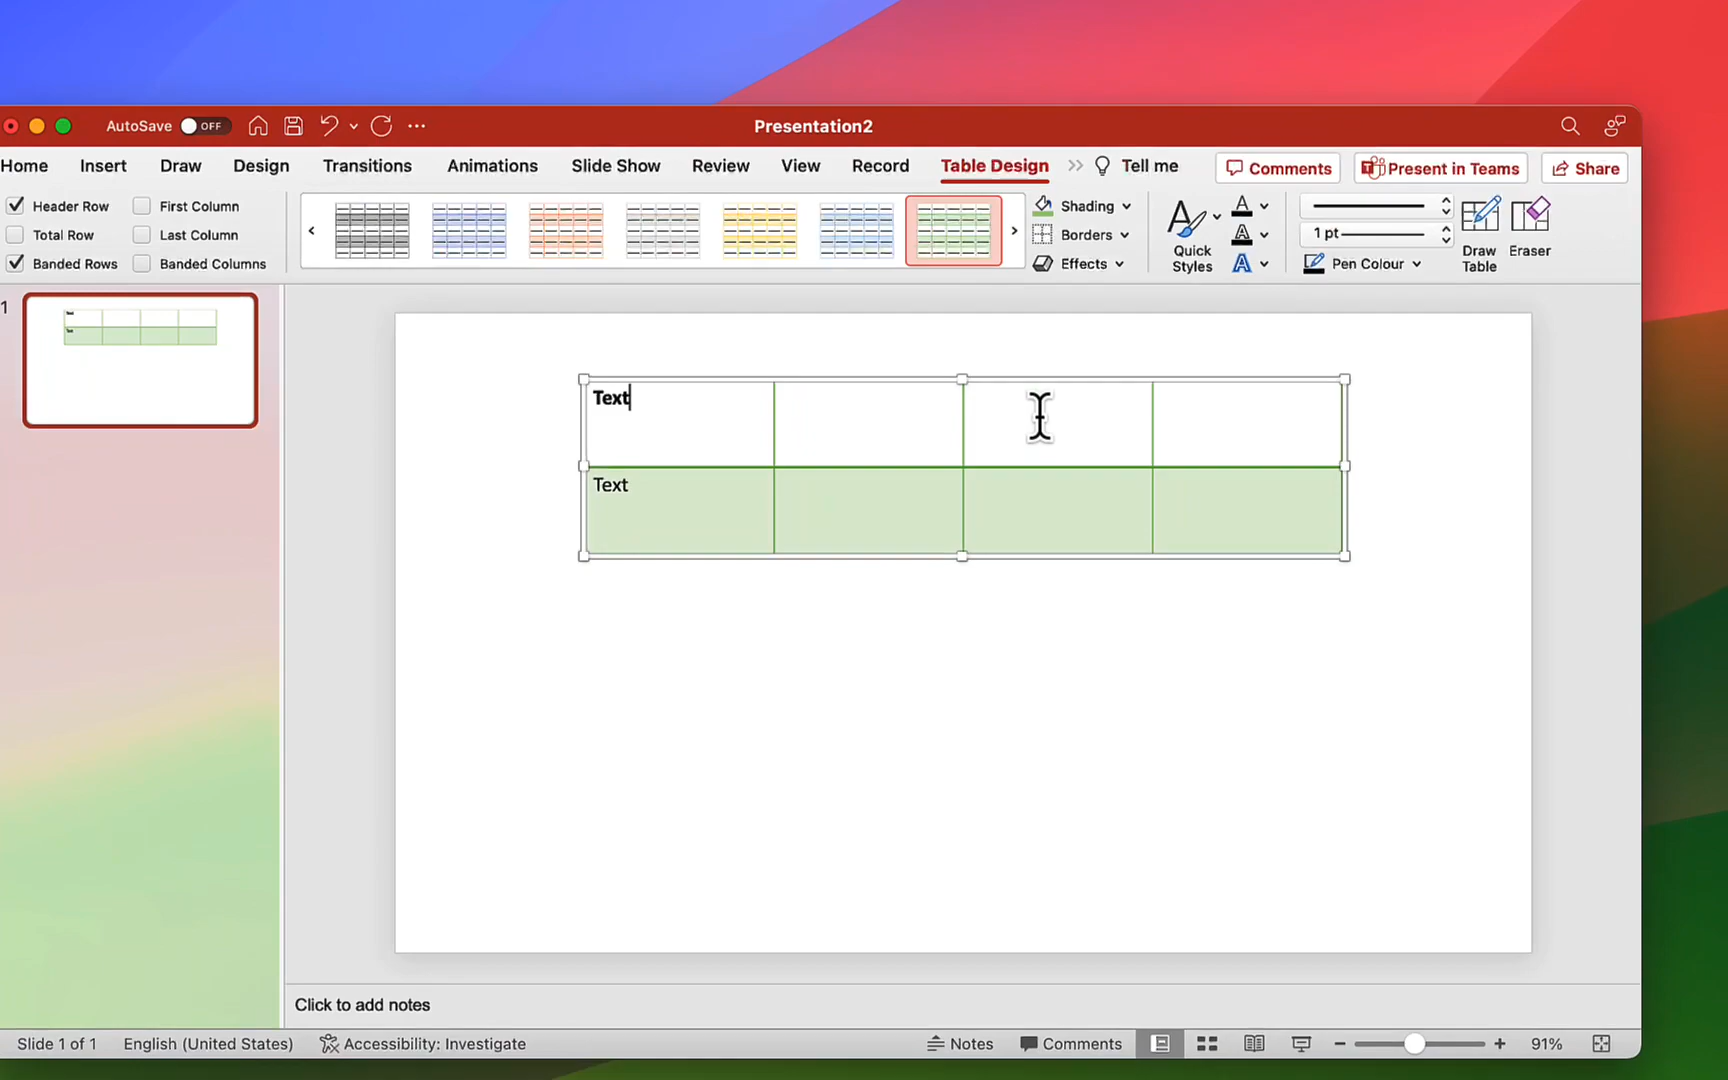 AutoSave OFF Presentation2
Home Insert Draw Design Transitions Animations Slide Show Review View Record Table Design Tell me Comments Present in Teams Share
Header Row First Column
Total Row Last Column
Banded Rows Banded Columns
Shading
Borders
Effects
Quick
Styles
1 pt
Pen Colour
Draw
Table
Eraser
1
Text
Text
Text
Text
Click to add notes
Slide 1 of 1 English (United States) Accessibility: Investigate Notes Comments 91%